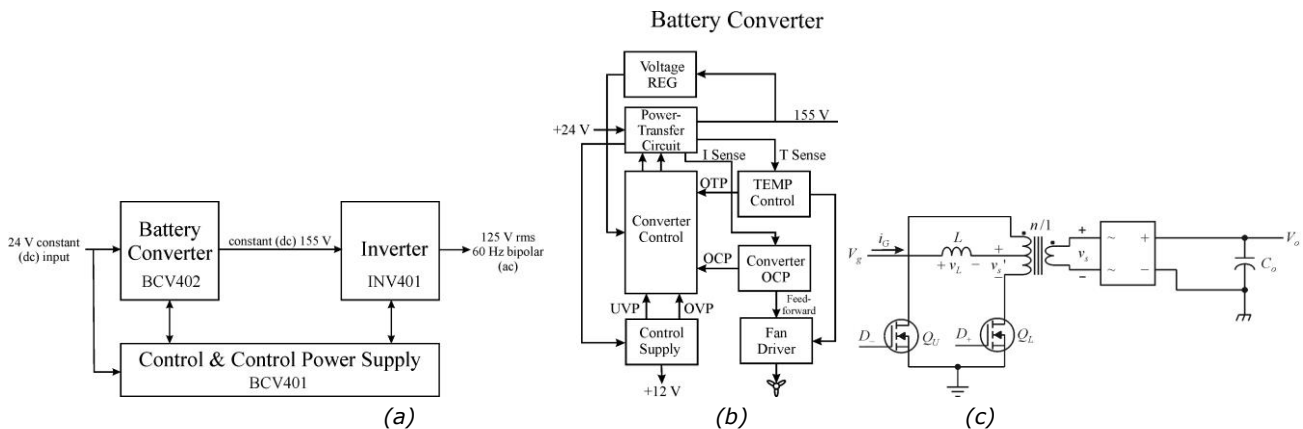 Battery Converter
24 V constant
(dc) input
Battery
Converter
BCV402
constant (dc) 155 V
Inverter
INV401
125 V rms
60 Hz bipolar
(ac)
Control & Control Power Supply
BCV401
(a)
Voltage
REG
155 V
+24 V
Power-
Transfer
Circuit
I Sense
T Sense
OTP
TEMP
Control
Converter
Control
OCP
Converter
OCP
UVP
OVP
Feed-
forward
Control
Supply
Fan
Driver
+12 V
(b)
n/1
V_g
i_G
L
+ v_L −
+
v_s'
−
+
v_s
−
~ +
~ −
V_o
C_o
D_−
Q_U
D_+
Q_L
(c)